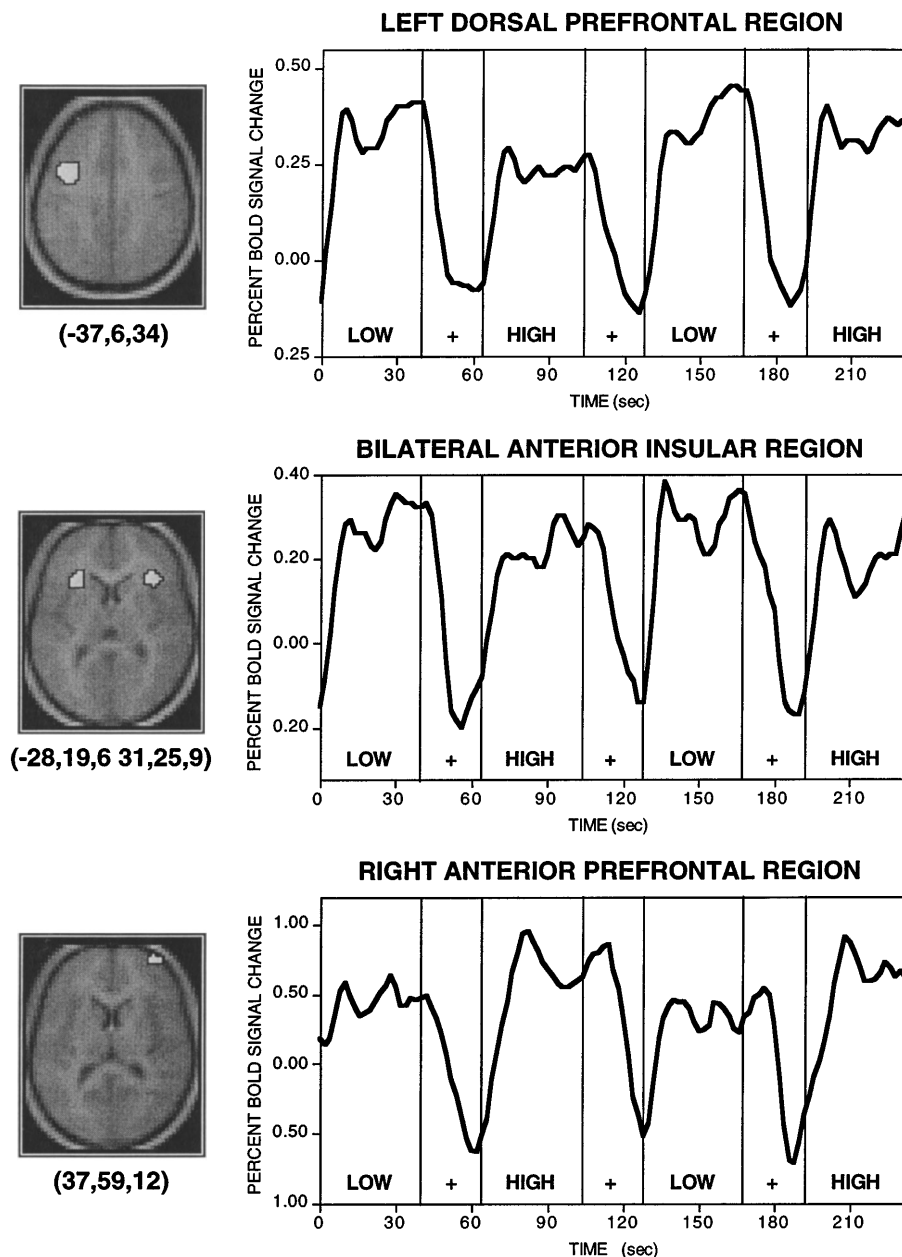 LEFT DORSAL PREFRONTAL REGION
PERCENT BOLD SIGNAL CHANGE
0.50
0.25
0.00
0.25
LOW + HIGH + LOW + HIGH
0 30 60 90 120 150 180 210
TIME (sec)
(-37,6,34)
BILATERAL ANTERIOR INSULAR REGION
PERCENT BOLD SIGNAL CHANGE
0.40
0.20
0.00
0.20
LOW + HIGH + LOW + HIGH
0 30 60 90 120 150 180 210
TIME (sec)
(-28,19,6 31,25,9)
RIGHT ANTERIOR PREFRONTAL REGION
PERCENT BOLD SIGNAL CHANGE
1.00
0.50
0.00
0.50
1.00
LOW + HIGH + LOW + HIGH
0 30 60 90 120 150 180 210
TIME (sec)
(37,59,12)